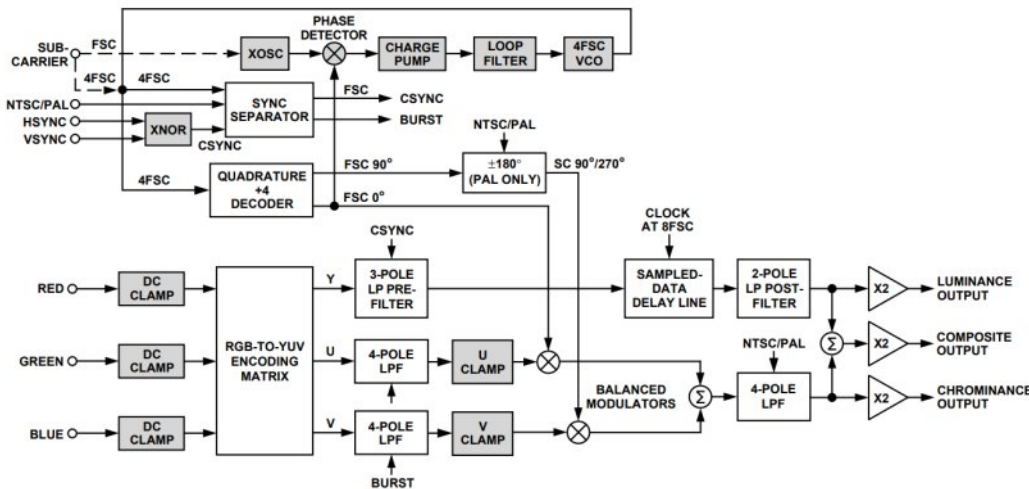 PHASE
DETECTOR
SUB-
CARRIER
FSC
XOSC
CHARGE
PUMP
LOOP
FILTER
4FSC
VCO
4FSC
4FSC
NTSC/PAL
HSYNC
VSYNC
XNOR
CSYNC
SYNC
SEPARATOR
FSC
CSYNC
BURST
4FSC
QUADRATURE
+4
DECODER
FSC 90°
FSC 0°
NTSC/PAL
±180°
(PAL ONLY)
SC 90°/270°
CSYNC
CLOCK
AT 8FSC
RED
DC
CLAMP
GREEN
DC
CLAMP
BLUE
DC
CLAMP
RGB-TO-YUV
ENCODING
MATRIX
Y
3-POLE
LP PRE-
FILTER
U
4-POLE
LPF
U
CLAMP
V
4-POLE
LPF
V
CLAMP
BURST
BALANCED
MODULATORS
Σ
SAMPLED-
DATA
DELAY LINE
2-POLE
LP POST-
FILTER
NTSC/PAL
4-POLE
LPF
Σ
X2
LUMINANCE
OUTPUT
X2
COMPOSITE
OUTPUT
X2
CHROMINANCE
OUTPUT